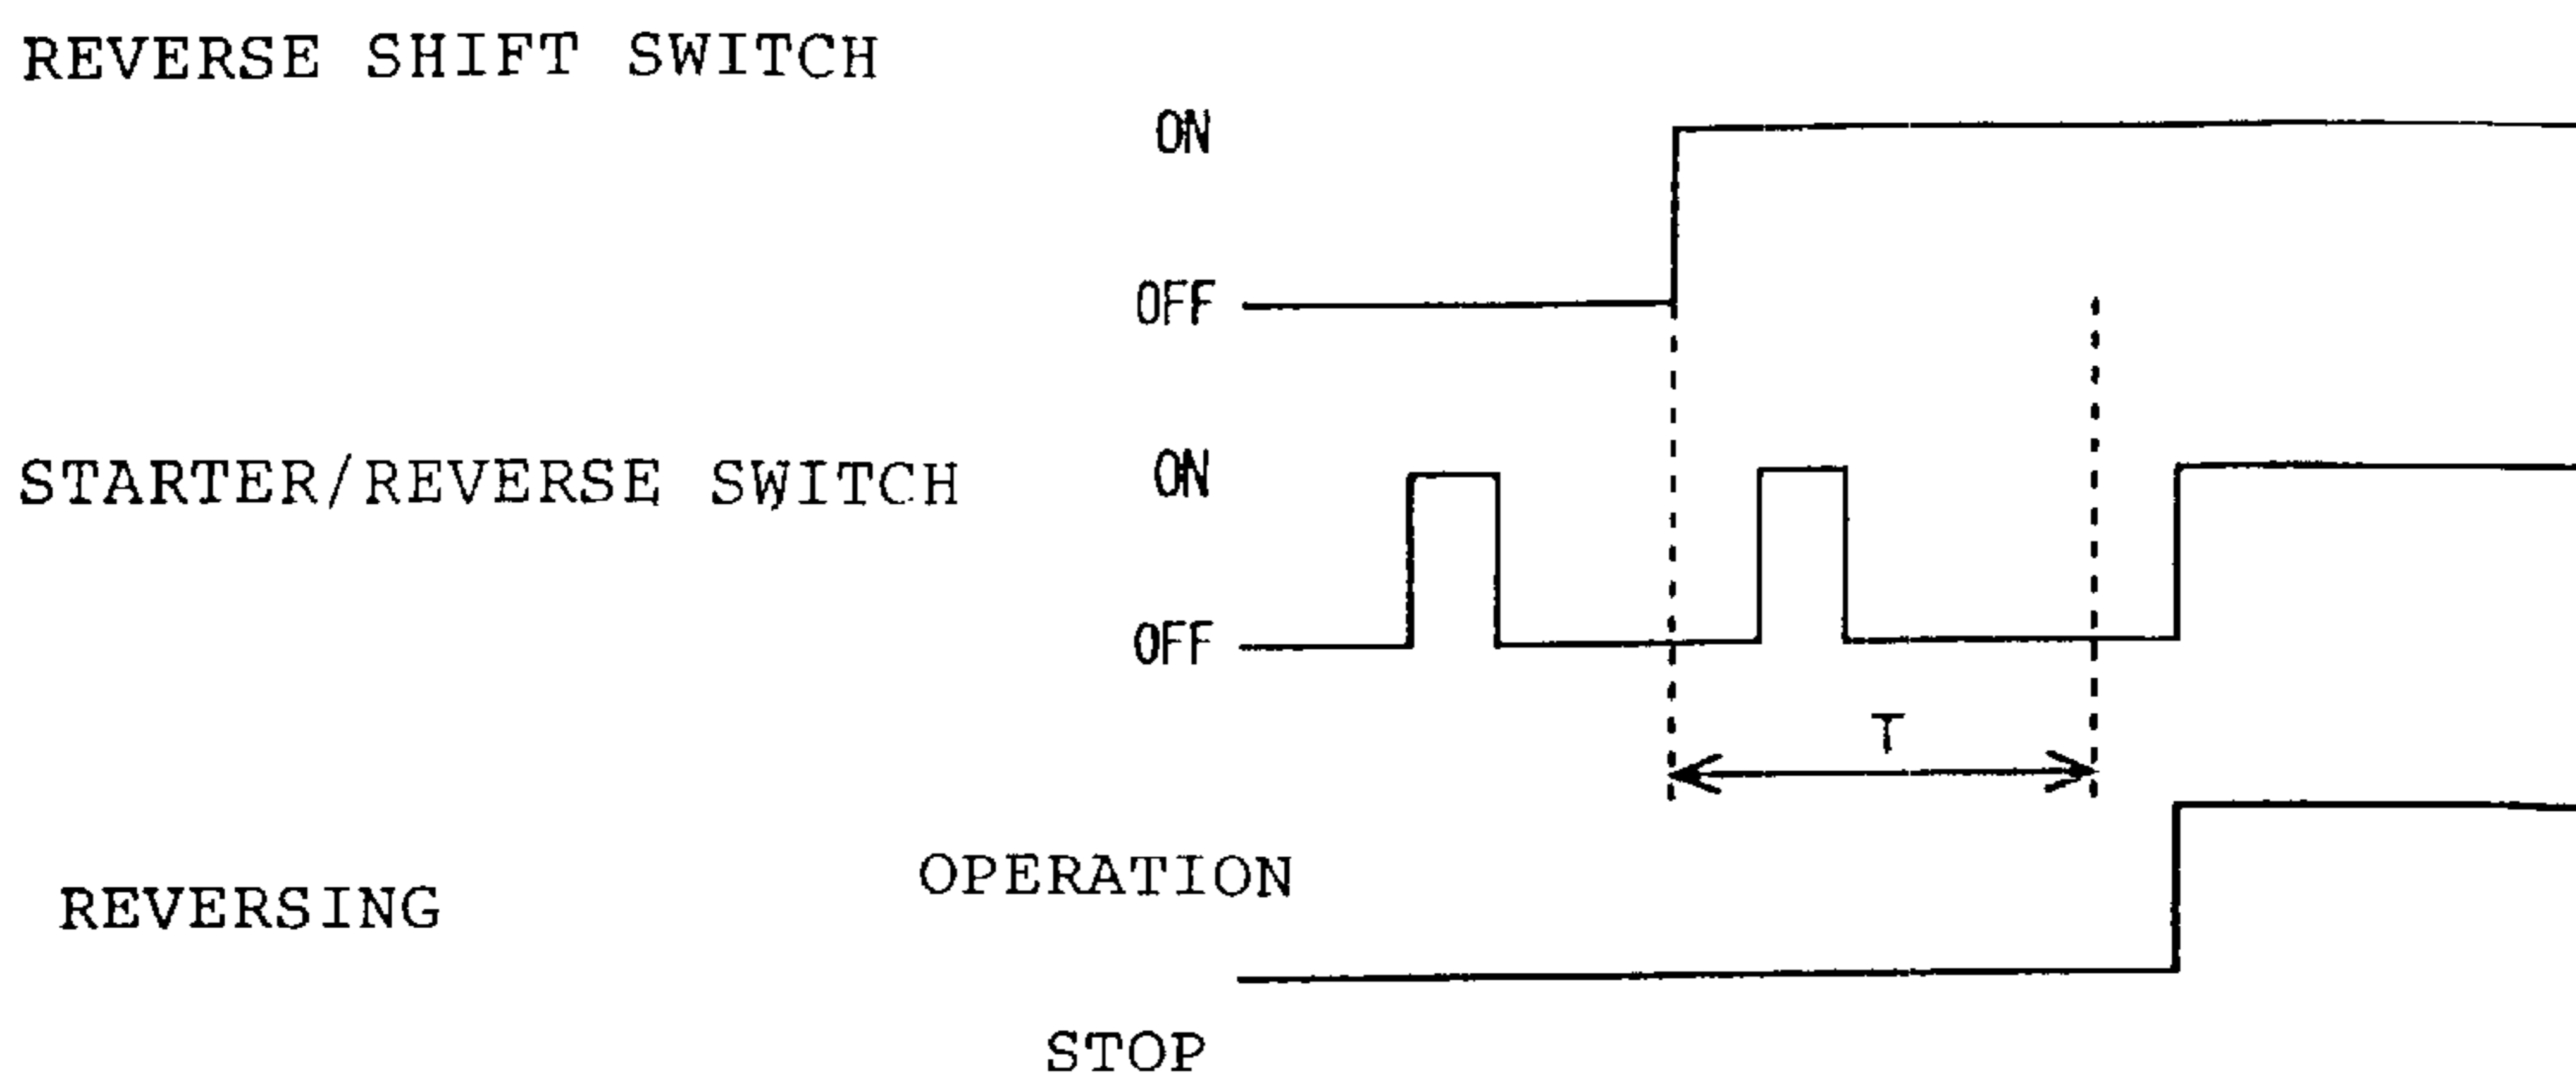 REVERSE SHIFT SWITCH
ON
OFF
STARTER/REVERSE SWITCH
ON
OFF
T
OPERATION
REVERSING
STOP